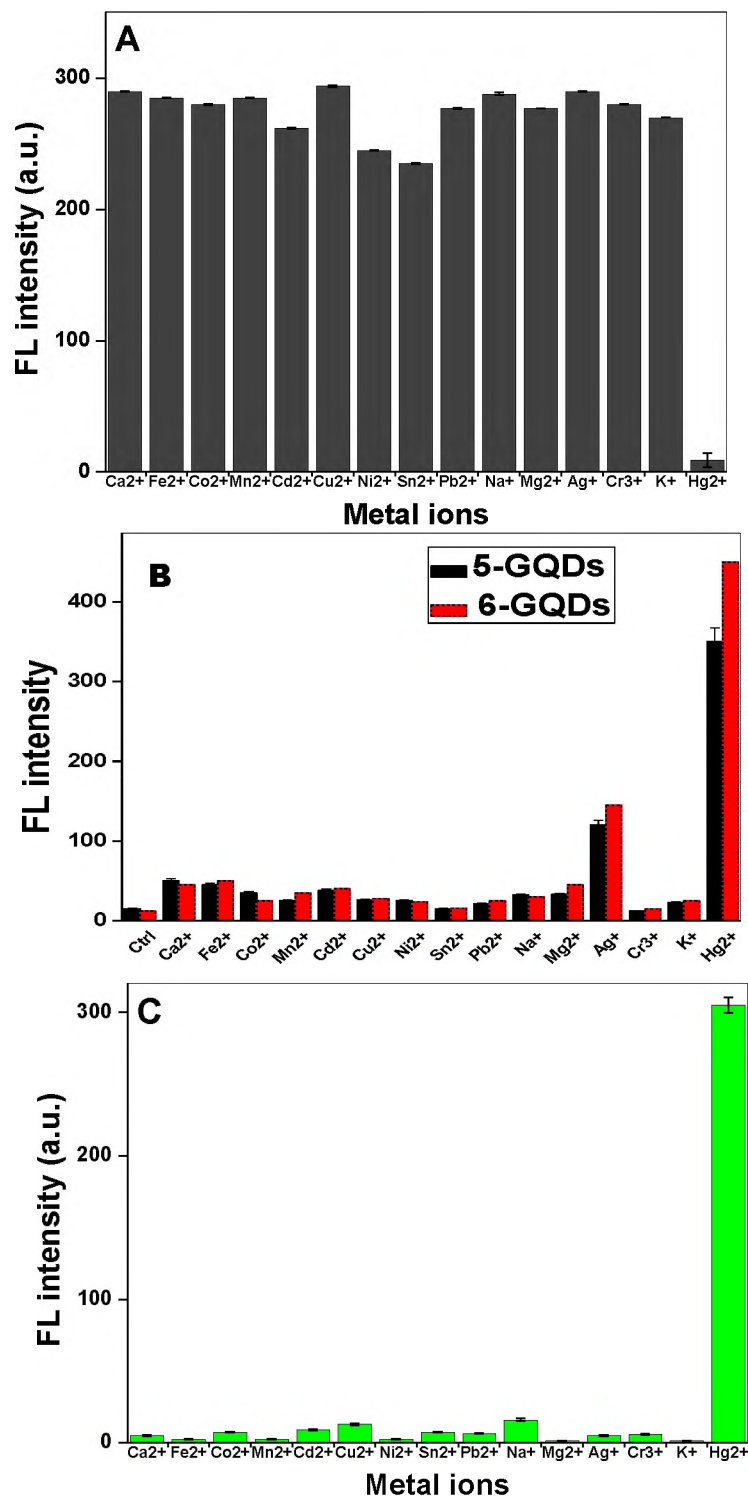 A
300
200
100
0
FL intensity (a.u.)
Ca2+ Fe2+ Co2+ Mn2+ Cd2+ Cu2+ Ni2+ Sn2+ Pb2+ Na+ Mg2+ Ag+ Cr3+ K+ Hg2+
Metal ions
B
5-GQDs
6-GQDs
400
300
200
100
0
FL intensity
Ctrl Ca2+ Fe2+ Co2+ Mn2+ Cd2+ Cu2+ Ni2+ Sn2+ Pb2+ Na+ Mg2+ Ag+ Cr3+ K+ Hg2+
C
300
200
100
0
FL intensity (a.u.)
Ca2+ Fe2+ Co2+ Mn2+ Cd2+ Cu2+ Ni2+ Sn2+ Pb2+ Na+ Mg2+ Ag+ Cr3+ K+ Hg2+
Metal ions